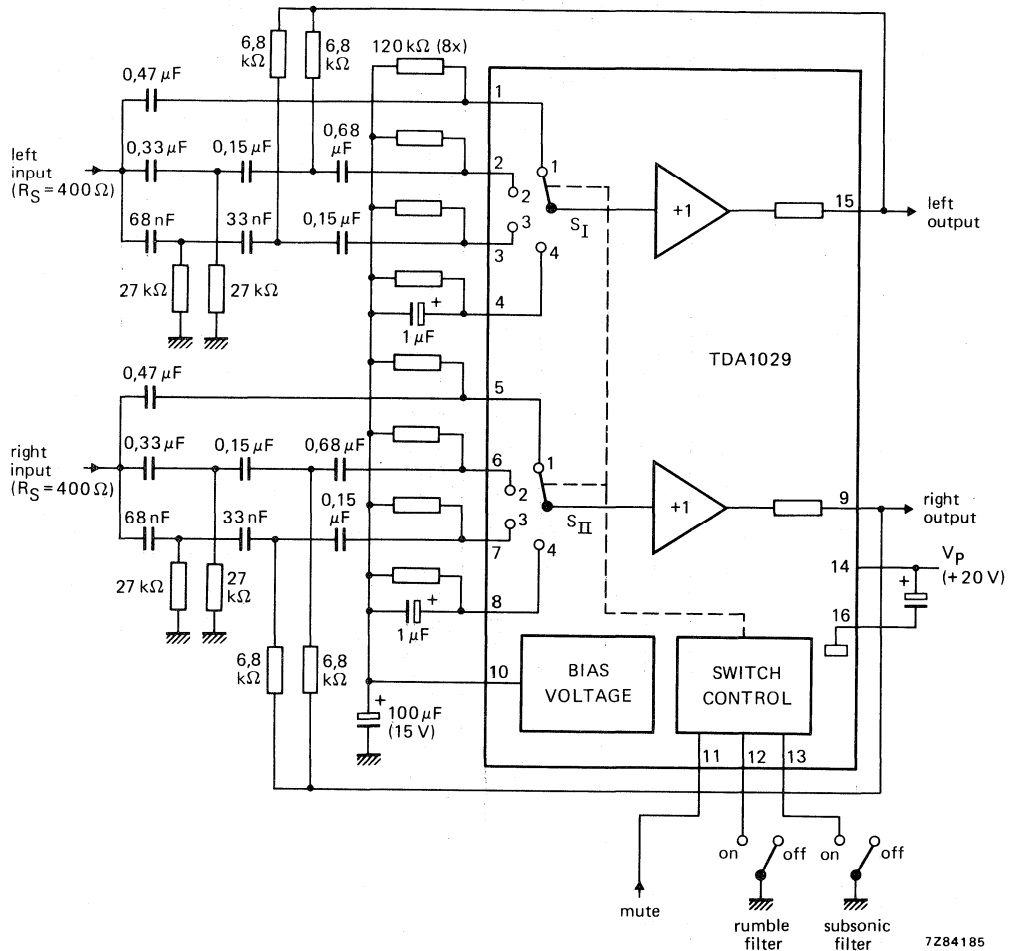 6,8 kΩ
6,8 kΩ
120 kΩ (8x)
0,47 μF
1
left input (RS = 400 Ω)
0,33 μF
0,15 μF
0,68 μF
2
1
2
3
4
SI
+1
15
left output
68 nF
33 nF
0,15 μF
3
27 kΩ
27 kΩ
4
+
1 μF
TDA1029
0,47 μF
5
right input (RS = 400 Ω)
0,33 μF
0,15 μF
0,68 μF
6
1
2
3
4
SII
+1
9
right output
68 nF
33 nF
0,15 μF
7
14
VP (+20 V)
+
27 kΩ
27 kΩ
8
+
1 μF
16
6,8 kΩ
6,8 kΩ
10
BIAS VOLTAGE
SWITCH CONTROL
+
100 μF (15 V)
11
12
13
on
off
on
off
mute
rumble filter
subsonic filter
7Z84185